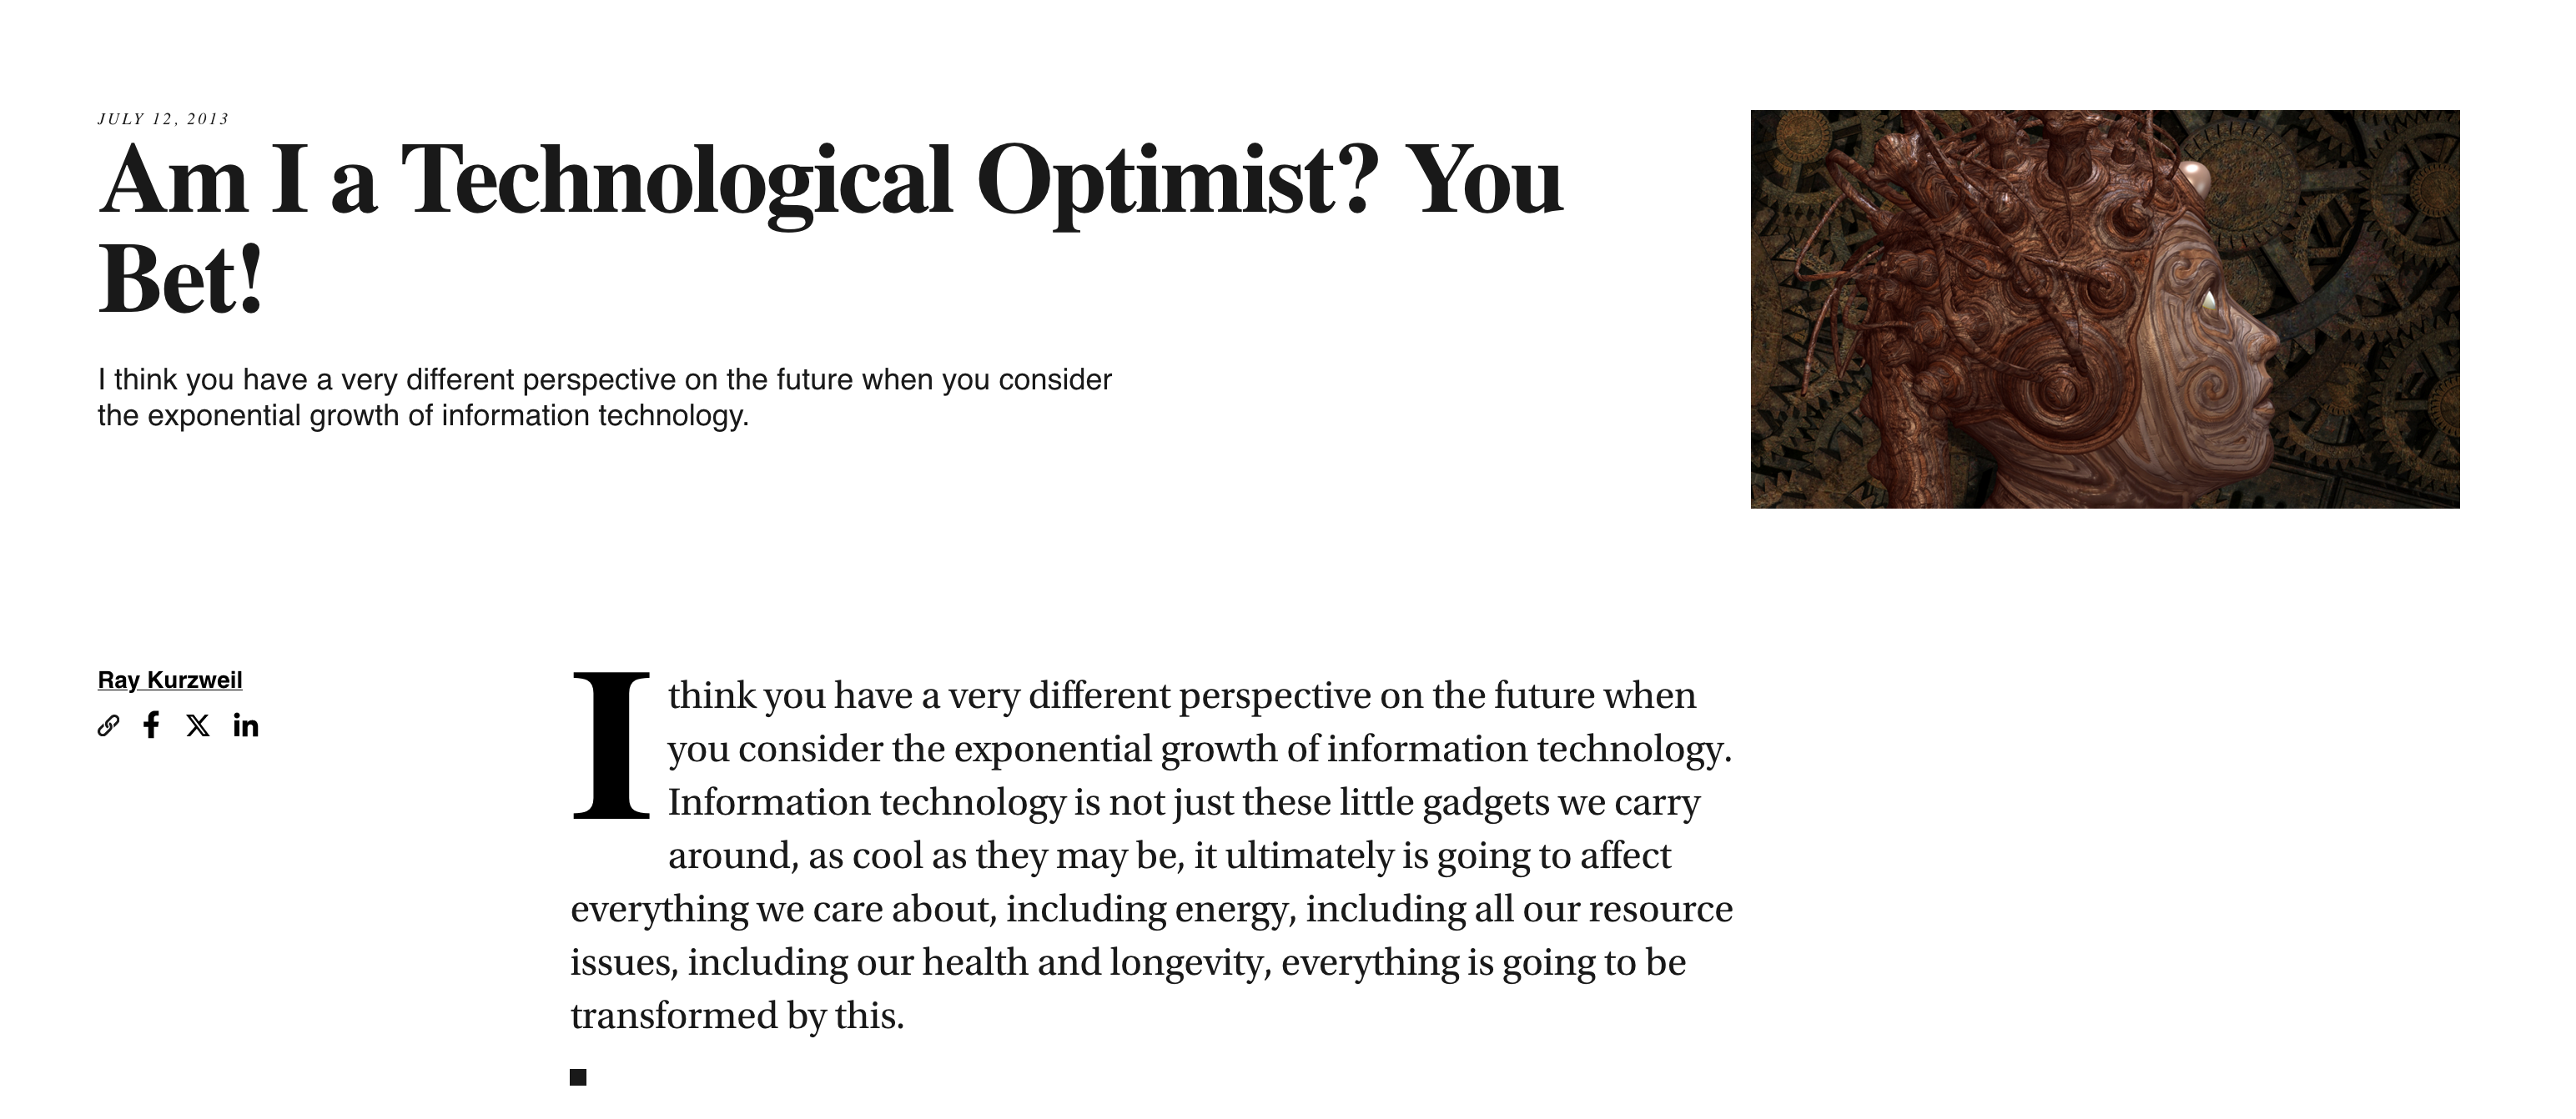 JULY 12, 2013
Am I a Technological Optimist? You
Bet!
I think you have a very different perspective on the future when you consider
the exponential growth of information technology.
Ray Kurzweil
I think you have a very different perspective on the future when
you consider the exponential growth of information technology.
Information technology is not just these little gadgets we carry
around, as cool as they may be, it ultimately is going to affect
everything we care about, including energy, including all our resource
issues, including our health and longevity, everything is going to be
transformed by this.